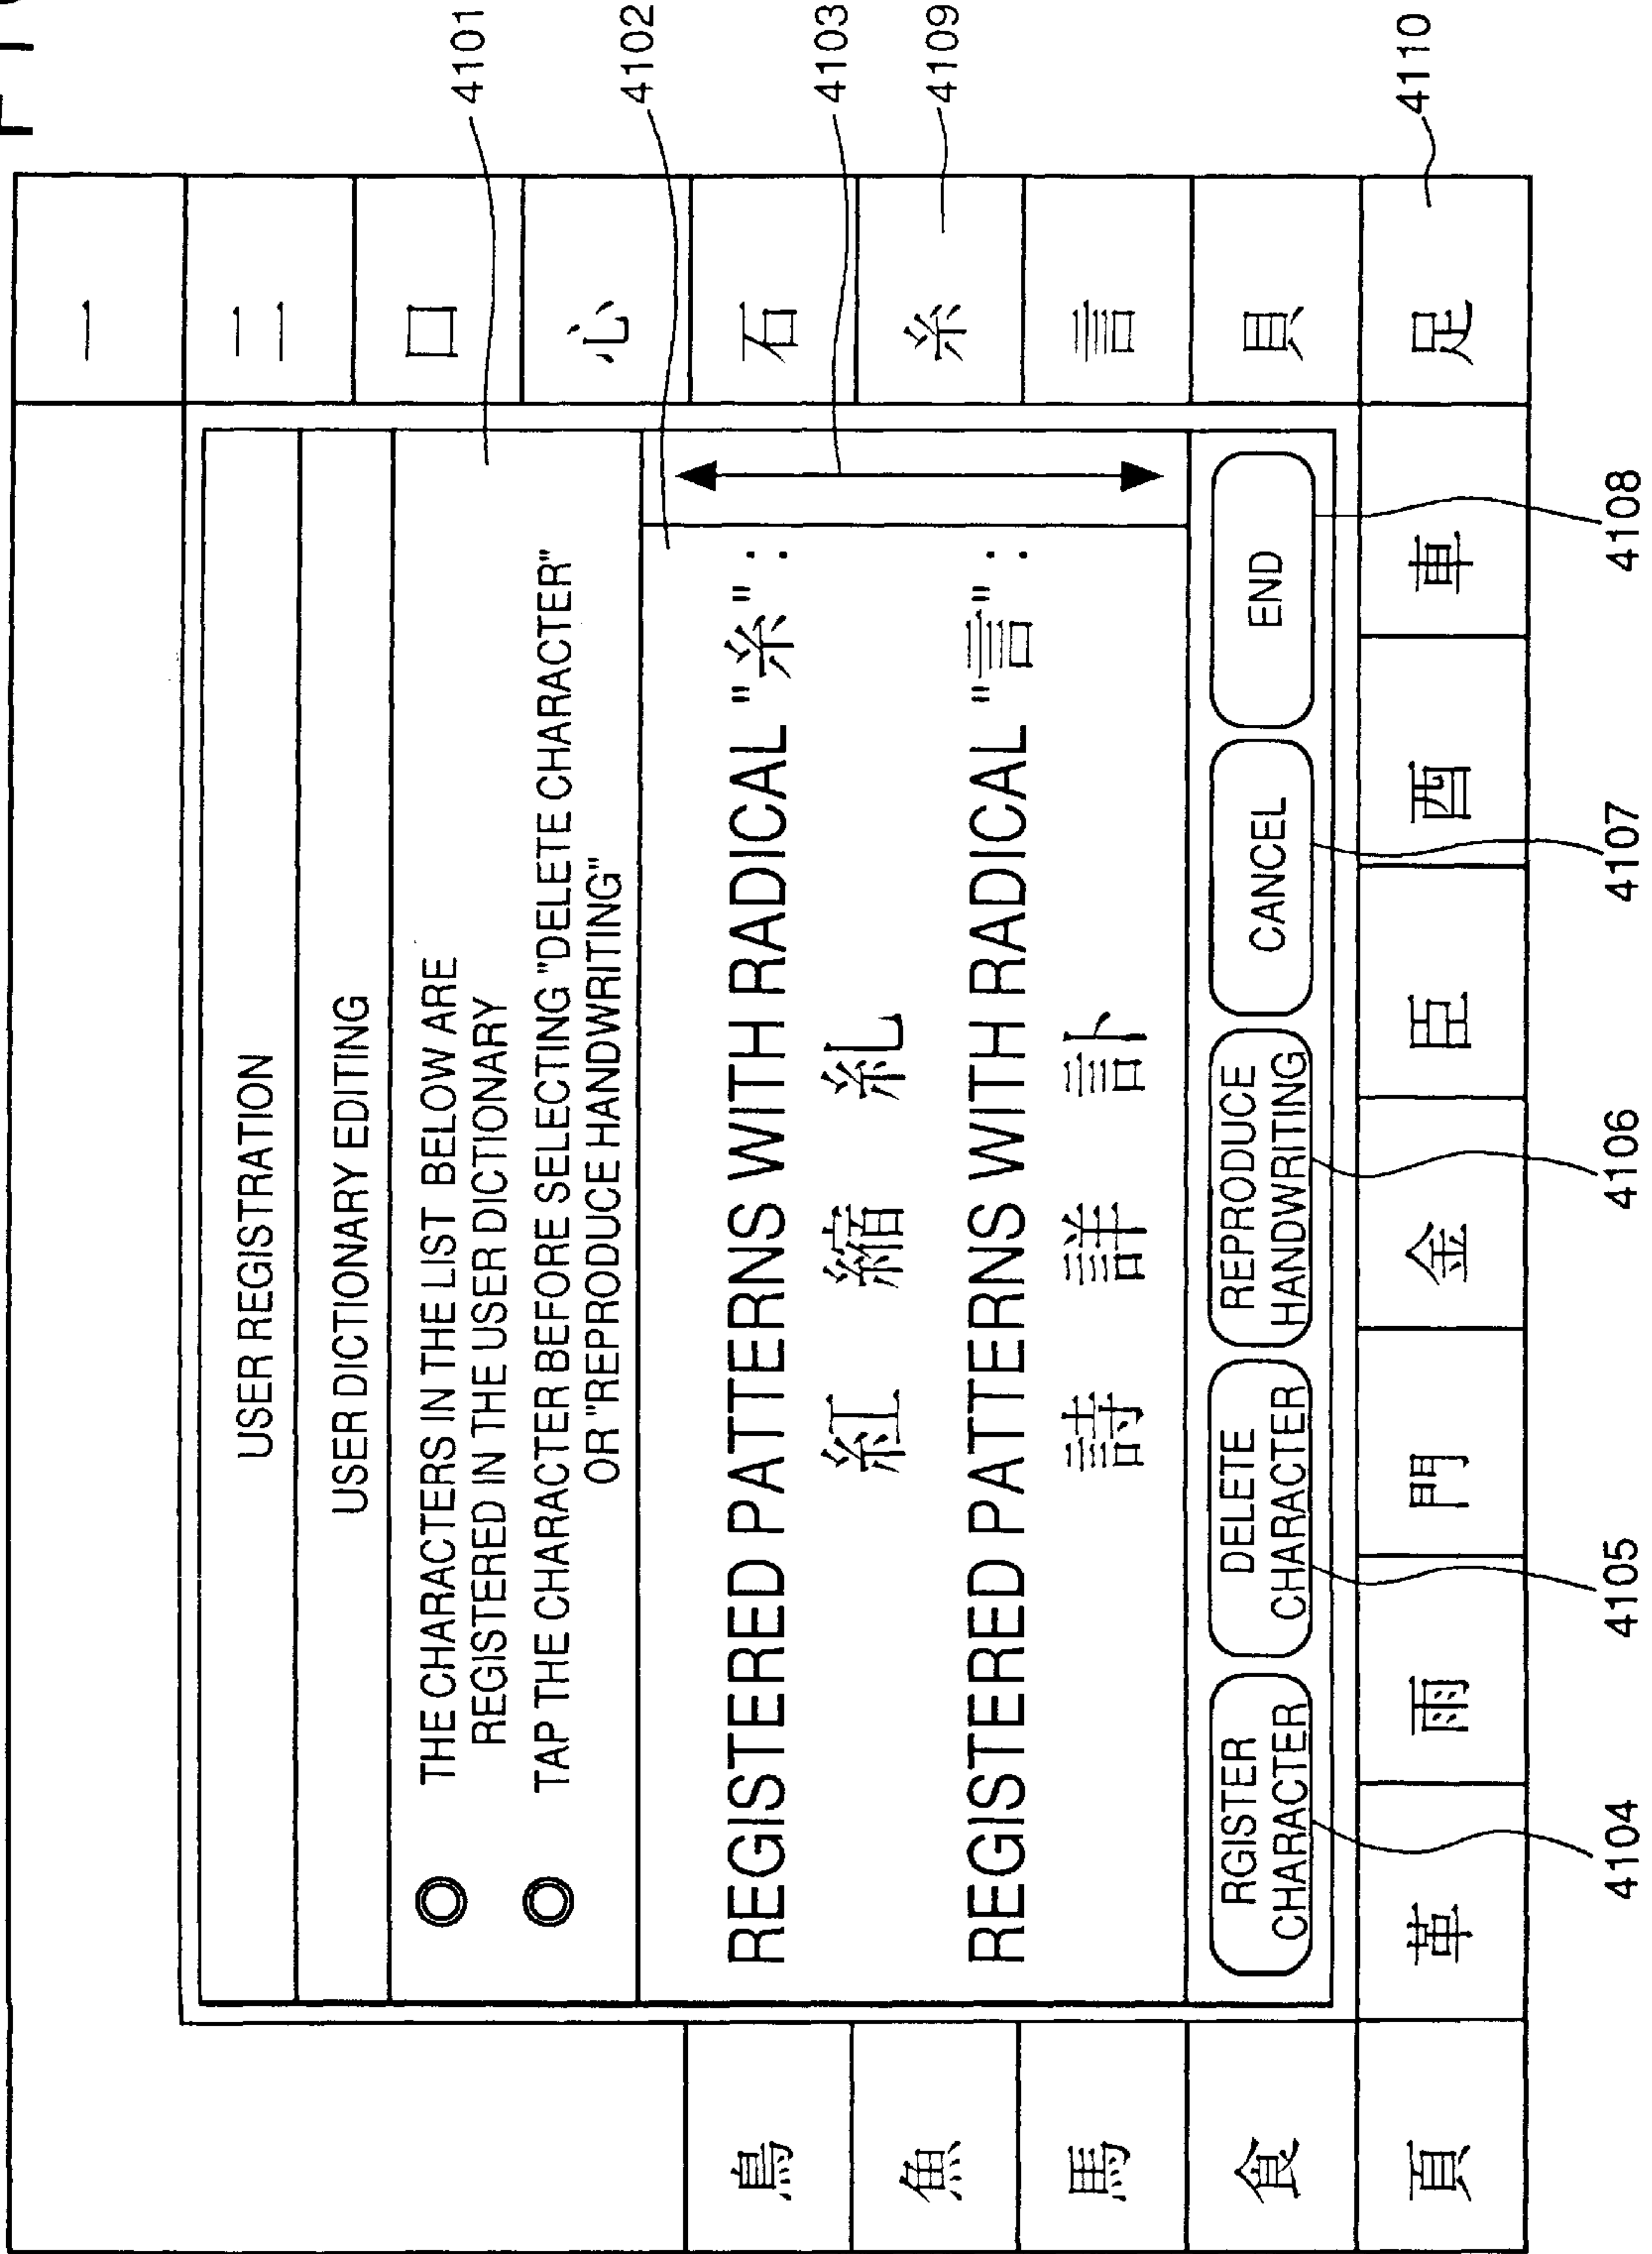 一
4101
二
USER REGISTRATION
4102
USER DICTIONARY EDITING
口
4103
THE CHARACTERS IN THE LIST BELOW ARE
REGISTERED IN THE USER DICTIONARY
4109
TAP THE CHARACTER BEFORE SELECTING "DELETE CHARACTER"
OR "REPRODUCE HANDWRITING"
心
REGISTERED PATTERNS WITH RADICAL "糸":
紅 縮 糺
REGISTERED PATTERNS WITH RADICAL "言":
詩 詳 訃
石
糸
言
貝
鳥
魚
馬
食
RGISTER
CHARACTER
DELETE
CHARACTER
REPRODUCE
HANDWRITING
CANCEL
END
頁 革 雨 門 金 臣 酉 車 足
4110
4104 4105 4106 4107 4108